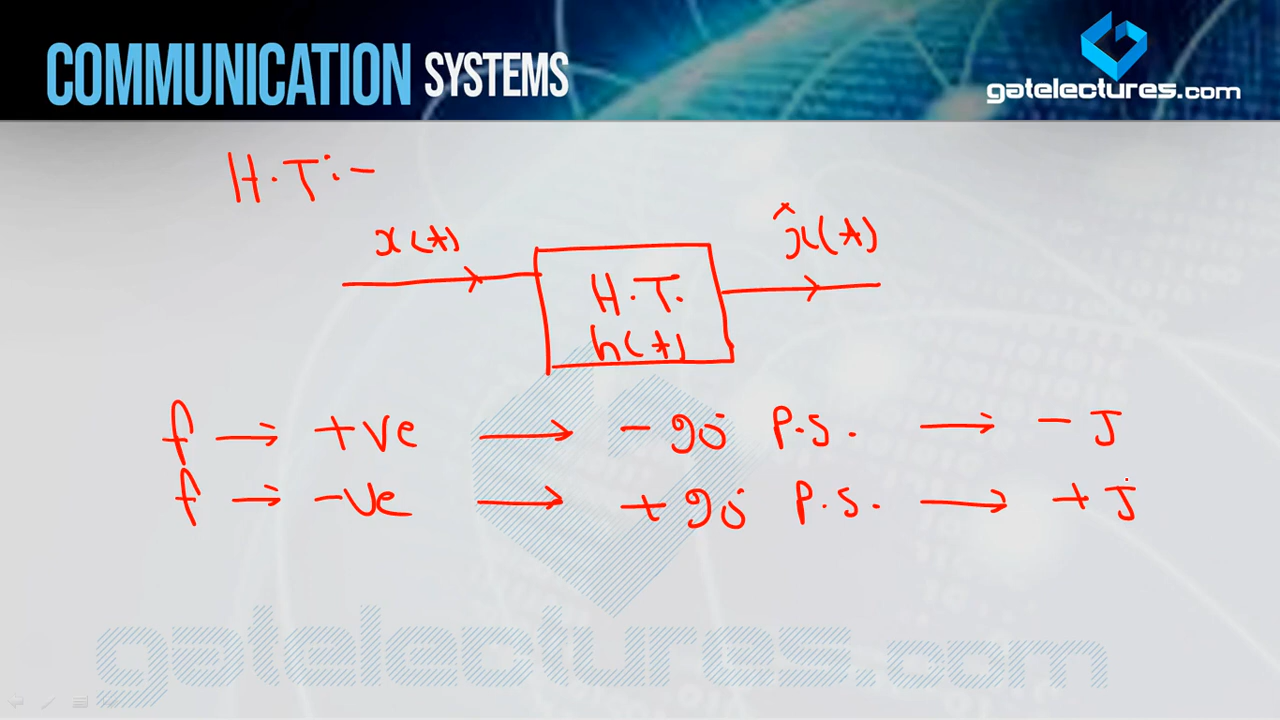 COMMUNICATION SYSTEMS
gatelectures.com
H.T:-
x(t)
x̂(t)
H.T.
h(t)
f → +ve → -90° P.S. → - J
f → -ve → +90° P.S. → + J
gatelectures.com